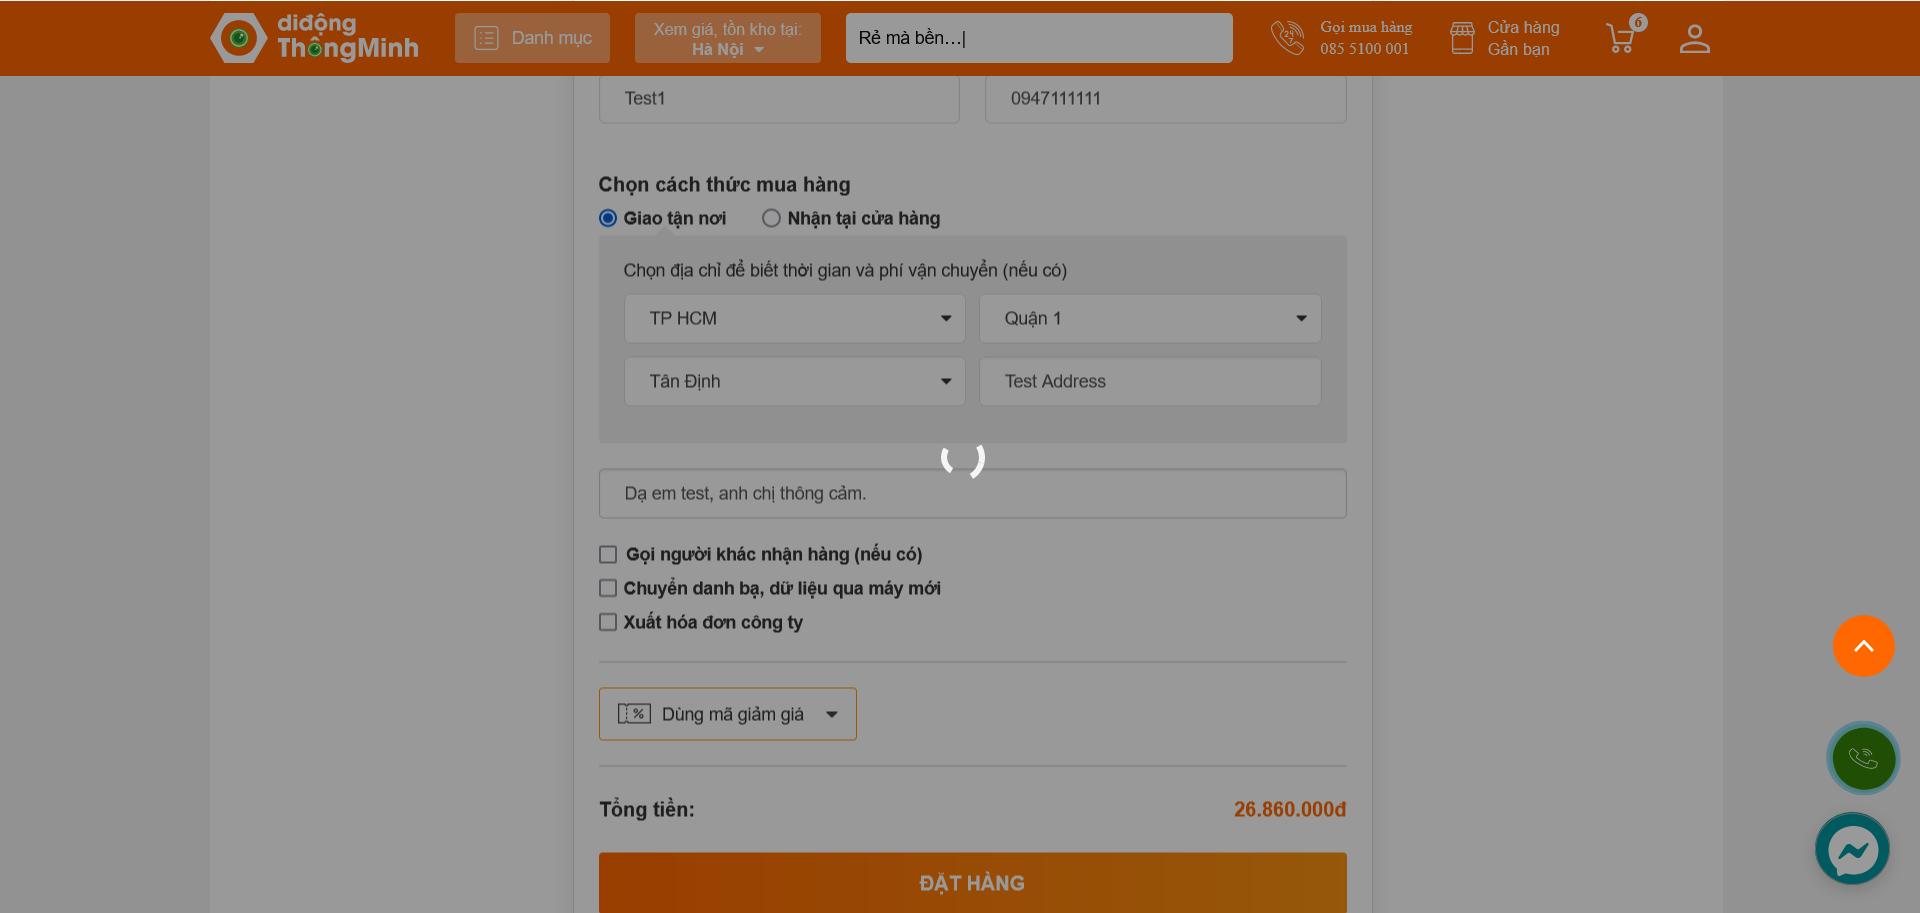 diđộng
ThôngMinh
Danh mục
Xem giá, tồn kho tại:
Hà Nội
Rẻ mà bền...|
24/7
Gọi mua hàng
085 5100 001
Cửa hàng
Gần bạn
6
Test1
0947111111
Chọn cách thức mua hàng
Giao tận nơi
Nhận tại cửa hàng
Chọn địa chỉ để biết thời gian và phí vận chuyển (nếu có)
TP HCM
Quận 1
Tân Định
Test Address
Dạ em test, anh chị thông cảm.
Gọi người khác nhận hàng (nếu có)
Chuyển danh bạ, dữ liệu qua máy mới
Xuất hóa đơn công ty
%
Dùng mã giảm giá
Tổng tiền:
26.860.000đ
ĐẶT HÀNG